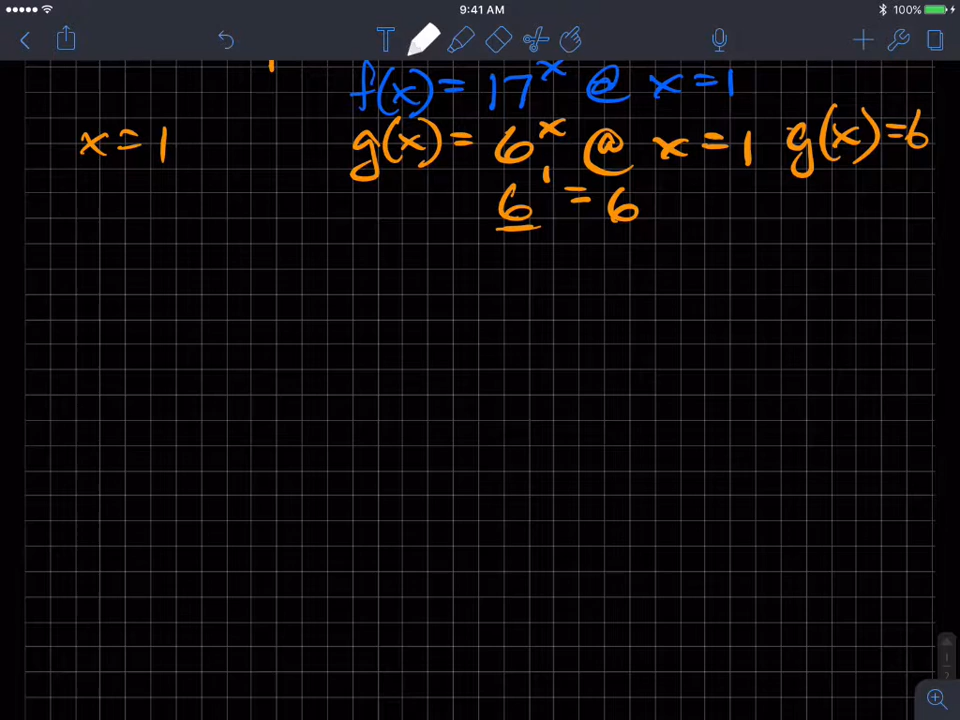 9:41 AM
100%
f(x) = 17^x @ x = 1
x = 1 g(x) = 6^x @ x = 1 g(x) = 6
6^1 = 6